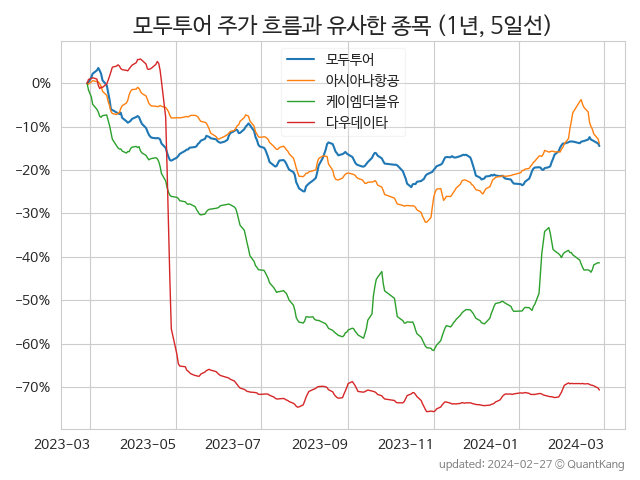 모두투어 주가 흐름과 유사한 종목 (1년, 5일선)
모두투어
아시아나항공
케이엠더블유
다우데이타
0%
−10%
−20%
−30%
−40%
−50%
−60%
−70%
2023-03 2023-05 2023-07 2023-09 2023-11 2024-01 2024-03
updated: 2024-02-27 © QuantKang